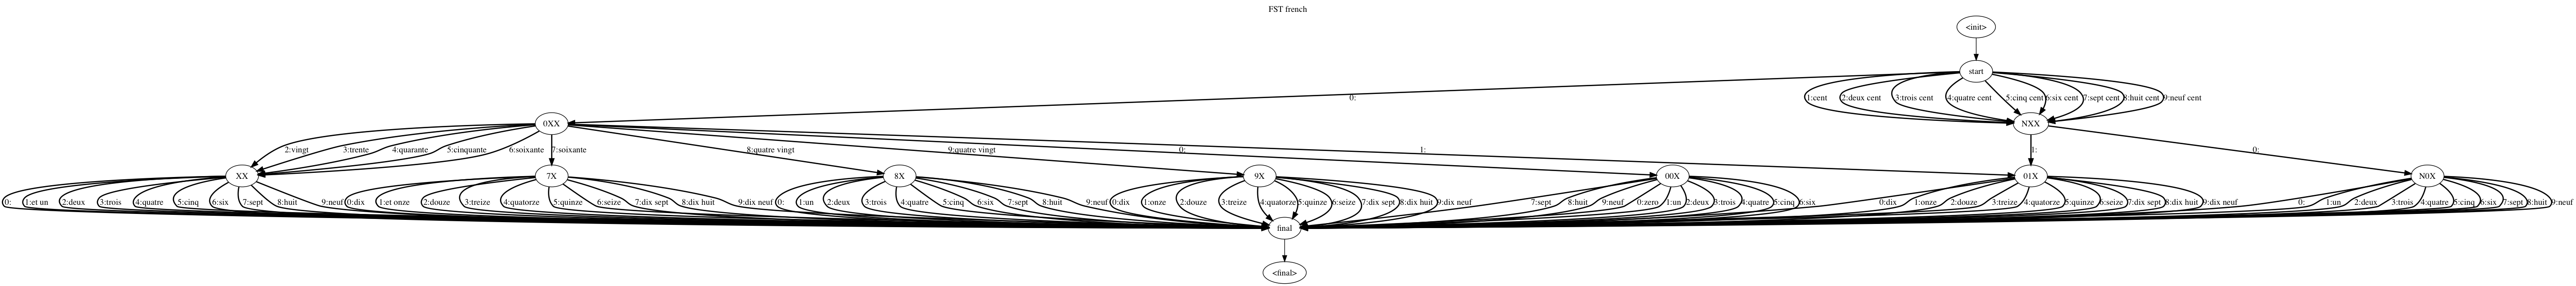 FST french
<init>
start
0: 1:cent 2:deux cent 3:trois cent 4:quatre cent 5:cinq cent 6:six cent 7:sept cent 8:huit cent 9:neuf cent
0XX NXX
2:vingt 3:trente 4:quarante 5:cinquante 6:soixante 7:soixante 8:quatre vingt 9:quatre vingt 0: 1: 1: 0:
XX 7X 8X 9X 00X 01X N0X
0: 1:et un 2:deux 3:trois 4:quatre 5:cinq 6:six 7:sept 8:huit 9:neuf 0:dix 1:et onze 2:douze 3:treize 4:quatorze 5:quinze 6:seize 7:dix sept 8:dix huit 9:dix neuf 0: 1:un 2:deux 3:trois 4:quatre 5:cinq 6:six 7:sept 8:huit 9:neuf 0:dix 1:onze 2:douze 3:treize 4:quatorze 5:quinze 6:seize 7:dix sept 8:dix huit 9:dix neuf 7:sept 8:huit 9:neuf 0:zero 1:un 2:deux 3:trois 4:quatre 5:cinq 6:six 0:dix 1:onze 2:douze 3:treize 4:quatorze 5:quinze 6:seize 7:dix sept 8:dix huit 9:dix neuf 0: 1:un 2:deux 3:trois 4:quatre 5:cinq 6:six 7:sept 8:huit 9:neuf
final
<final>